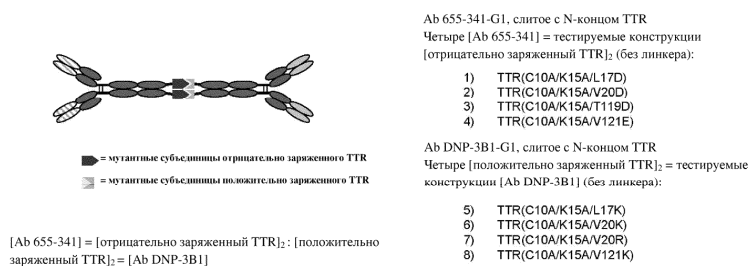 = мутантные субъединицы отрицательно заряженного TTR
= мутантные субъединицы положительно заряженного TTR
[Ab 655-341] = [отрицательно заряженный TTR]2 : [положительно
заряженный TTR]2 = [Ab DNP-3B1]
Ab 655-341-G1, слитое с N-концом TTR
Четыре [Ab 655-341] = тестируемые конструкции
[отрицательно заряженный TTR]2 (без линкера):
1) TTR(C10A/K15A/L17D)
2) TTR(C10A/K15A/V20D)
3) TTR(C10A/K15A/T119D)
4) TTR(C10A/K15A/V121E)
Ab DNP-3B1-G1, слитое с N-концом TTR
Четыре [положительно заряженный TTR]2 = тестируемые
конструкции [Ab DNP-3B1] (без линкера):
5) TTR(C10A/K15A/L17K)
6) TTR(C10A/K15A/V20K)
7) TTR(C10A/K15A/V20R)
8) TTR(C10A/K15A/V121K)